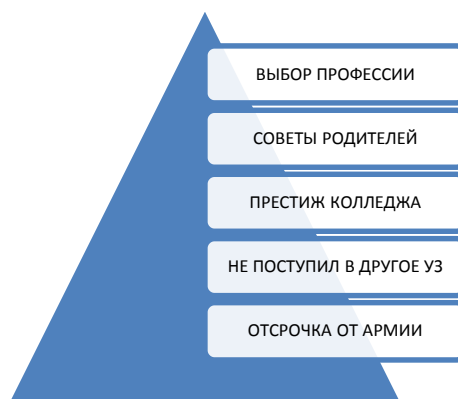 ВЫБОР ПРОФЕССИИ
СОВЕТЫ РОДИТЕЛЕЙ
ПРЕСТИЖ КОЛЛЕДЖА
НЕ ПОСТУПИЛ В ДРУГОЕ УЗ
ОТСРОЧКА ОТ АРМИИ